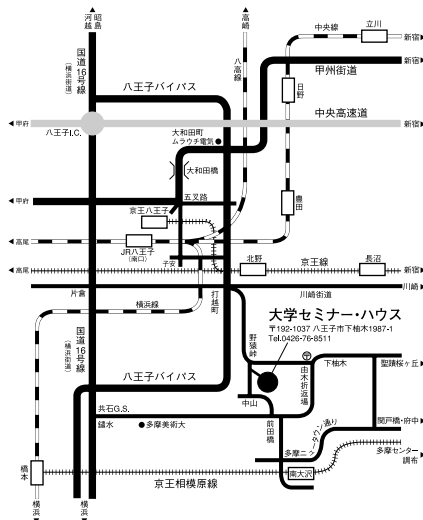 昭島
河越
高崎
中央線
立川
新宿
国道16号線
(横浜街道)
八王子バイパス
八高線
甲州街道
新宿
日野
甲府
中央高速道
新宿
八王子I.C.
大和田町
ムラウチ電気
大和田橋
甲府
五叉路
京王八王子
豊田
高尾
JR八王子
(南口)
子安
北野
京王線
長沼
高尾
新宿
片倉
打越町
川崎街道
川崎
横浜線
大学セミナー・ハウス
〒192-1037 八王子市下柚木1987-1
Tel.0426-76-8511
国道16号線
(横浜街道)
野猿峠
由木折返場
下柚木
聖蹟桜ヶ丘
八王子バイパス
中山
共石G.S.
鑓水
多摩美術大
前田橋
多摩ニュータウン通り
関戸橋・府中
多摩センター
調布
橋本
南大沢
京王相模原線
横浜
横浜